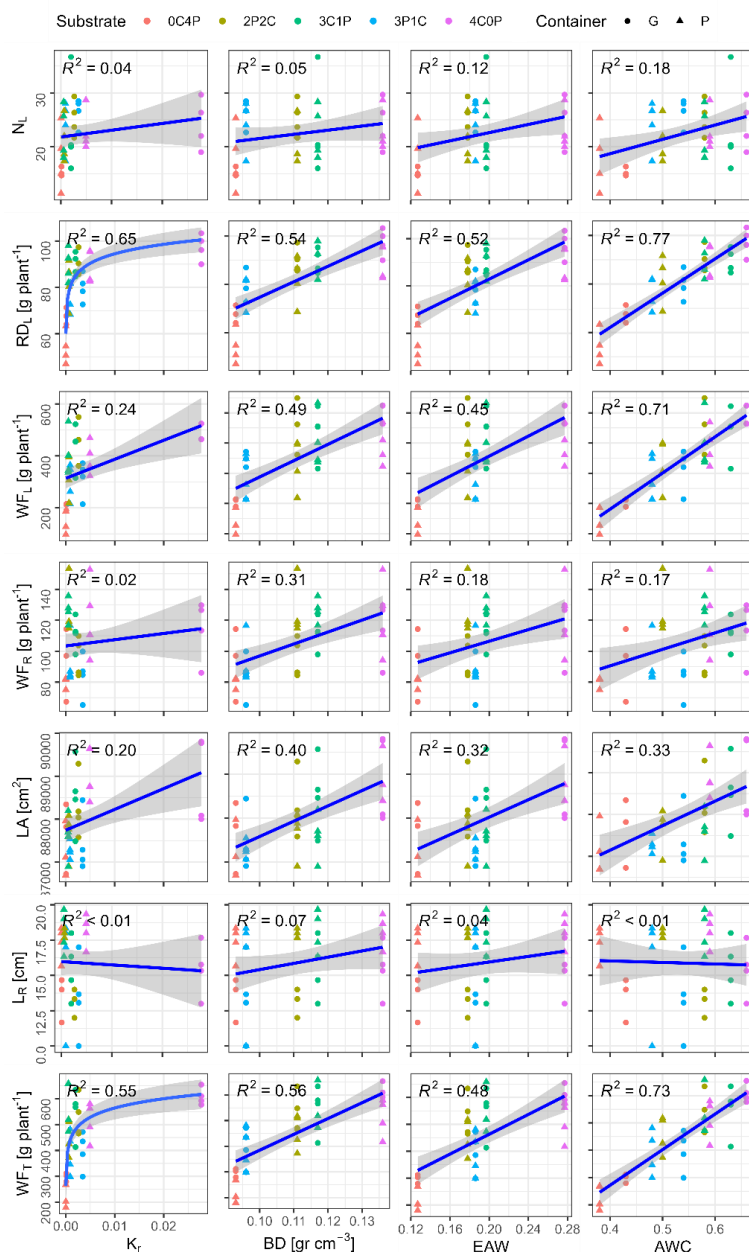 Substrate 0C4P 2P2C 3C1P 3P1C 4C0P Container G P
R² = 0.04 R² = 0.05 R² = 0.12 R² = 0.18
N_L
30
20
R² = 0.65 R² = 0.54 R² = 0.52 R² = 0.77
RD_L [g plant⁻¹]
100
80
60
R² = 0.24 R² = 0.49 R² = 0.45 R² = 0.71
WF_L [g plant⁻¹]
600
400
200
R² = 0.02 R² = 0.31 R² = 0.18 R² = 0.17
WF_R [g plant⁻¹]
140
120
100
80
R² = 0.20 R² = 0.40 R² = 0.32 R² = 0.33
LA [cm²]
90000
89000
88000
37000
R² < 0.01 R² = 0.07 R² = 0.04 R² < 0.01
L_R [cm]
20.0
17.5
15.0
12.5
0.0
R² = 0.55 R² = 0.56 R² = 0.48 R² = 0.73
WF_T [g plant⁻¹]
600
500
400
300
200
0.00 0.01 0.02 0.10 0.11 0.12 0.13 0.12 0.16 0.20 0.24 0.28 0.4 0.5 0.6
K_r BD [gr cm⁻³] EAW AWC